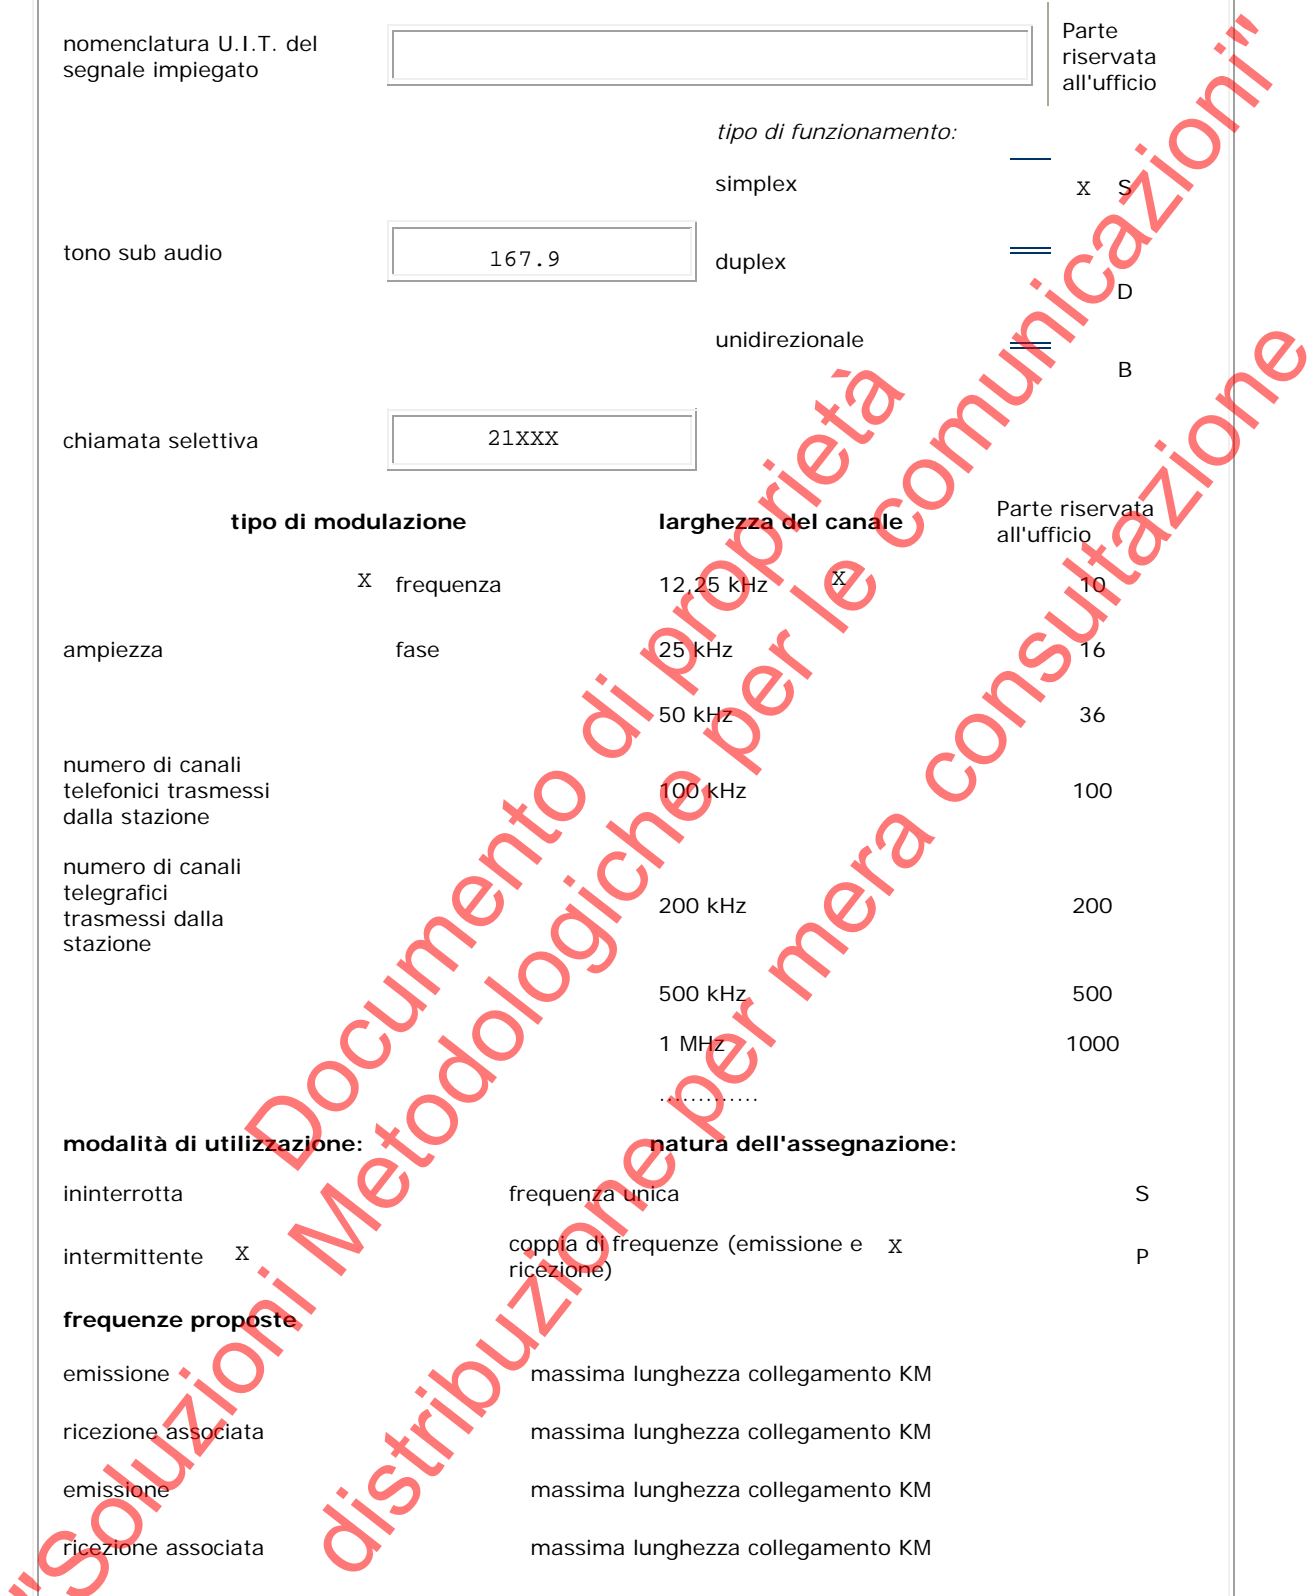 nomenclatura U.I.T. del
segnale impiegato
Parte
riservata
all'ufficio
tipo di funzionamento:
simplex X S
tono sub audio 167.9
duplex
D
unidirezionale
B
chiamata selettiva 21XXX
tipo di modulazione larghezza del canale
Parte riservata
all'ufficio
X frequenza 12,25 kHz X 10
ampiezza fase 25 kHz 16
50 kHz 36
numero di canali
telefonici trasmessi
dalla stazione
100 kHz 100
numero di canali
telegrafici
trasmessi dalla
stazione
200 kHz 200
500 kHz 500
1 MHz 1000
.............
modalità di utilizzazione: natura dell'assegnazione:
ininterrotta frequenza unica S
intermittente X
coppia di frequenze (emissione e
ricezione)
X P
frequenze proposte
emissione massima lunghezza collegamento KM
ricezione associata massima lunghezza collegamento KM
emissione massima lunghezza collegamento KM
ricezione associata massima lunghezza collegamento KM
Documento di proprietà
"Soluzioni Metodologiche per le comunicazioni"
distribuzione per mera consultazione